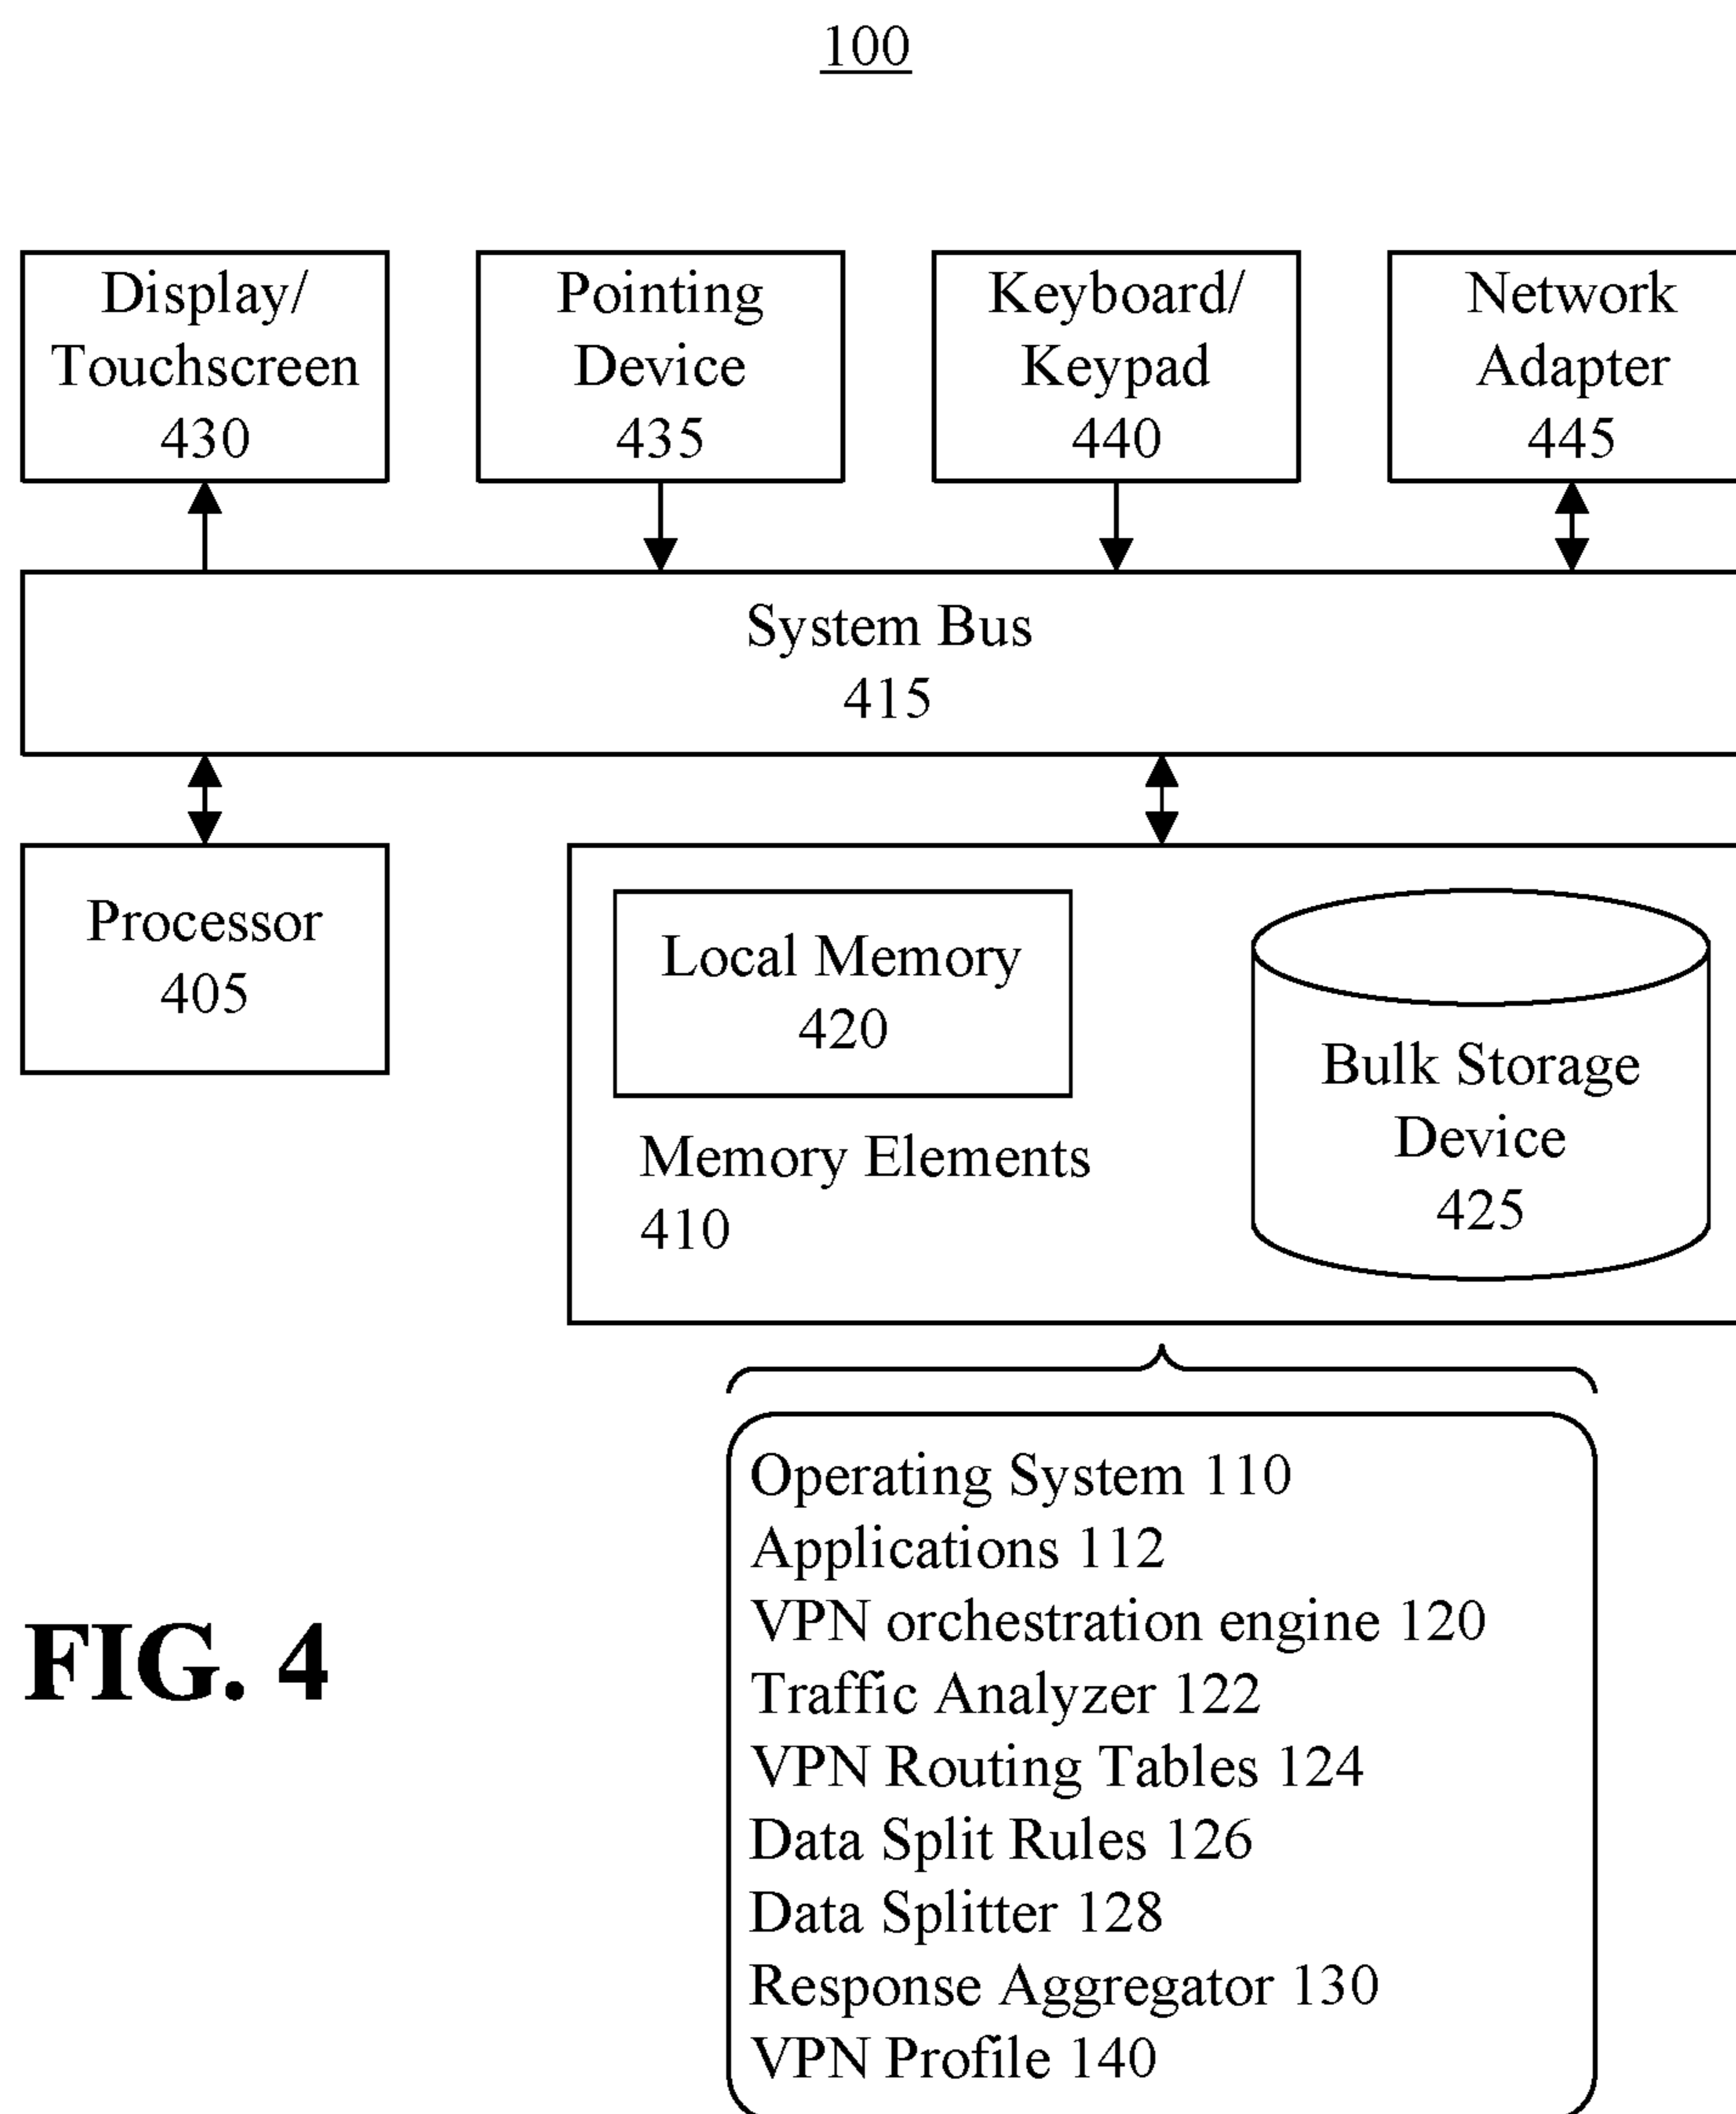 100
Display/
Touchscreen
430
Pointing
Device
435
Keyboard/
Keypad
440
Network
Adapter
445
System Bus
415
Processor
405
Local Memory
420
Memory Elements
410
Bulk Storage
Device
425
Operating System 110
Applications 112
VPN orchestration engine 120
Traffic Analyzer 122
VPN Routing Tables 124
Data Split Rules 126
Data Splitter 128
Response Aggregator 130
VPN Profile 140
FIG. 4